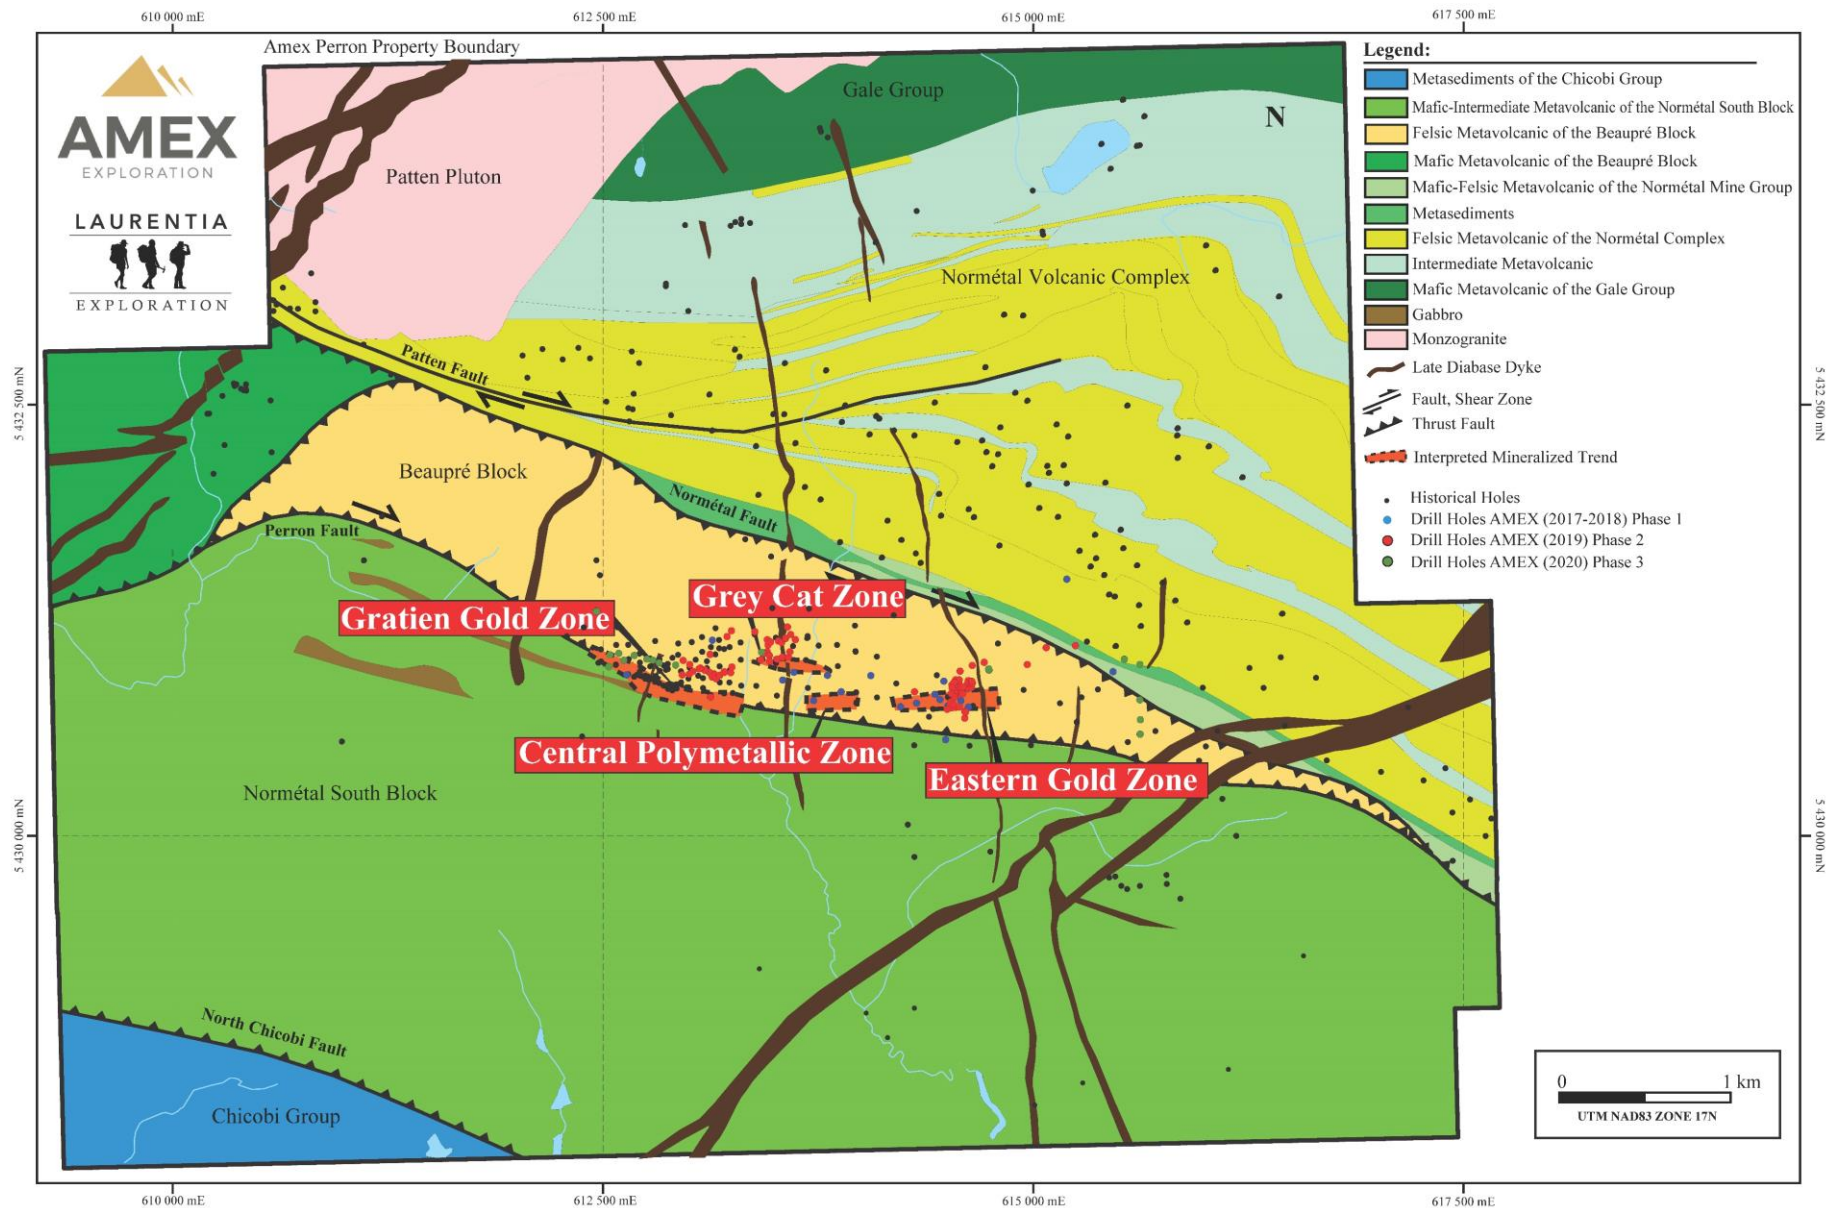 610 000 mE
612 500 mE
615 000 mE
617 500 mE
Amex Perron Property Boundary
AMEX
EXPLORATION
LAURENTIA
EXPLORATION
Gale Group
N
Patten Pluton
Normétal Volcanic Complex
Patten Fault
Beaupré Block
Normétal Fault
Perron Fault
Grey Cat Zone
Gratien Gold Zone
Central Polymetallic Zone
Eastern Gold Zone
Normétal South Block
North Chicobi Fault
Chicobi Group
Legend:
Metasediments of the Chicobi Group
Mafic-Intermediate Metavolcanic of the Normétal South Block
Felsic Metavolcanic of the Beaupré Block
Mafic Metavolcanic of the Beaupré Block
Mafic-Felsic Metavolcanic of the Normétal Mine Group
Metasediments
Felsic Metavolcanic of the Normétal Complex
Intermediate Metavolcanic
Mafic Metavolcanic of the Gale Group
Gabbro
Monzogranite
Late Diabase Dyke
Fault, Shear Zone
Thrust Fault
Interpreted Mineralized Trend
Historical Holes
Drill Holes AMEX (2017-2018) Phase 1
Drill Holes AMEX (2019) Phase 2
Drill Holes AMEX (2020) Phase 3
5 432 500 mN
5 432 500 mN
5 430 000 mN
5 430 000 mN
0 1 km
UTM NAD83 ZONE 17N
610 000 mE
612 500 mE
615 000 mE
617 500 mE